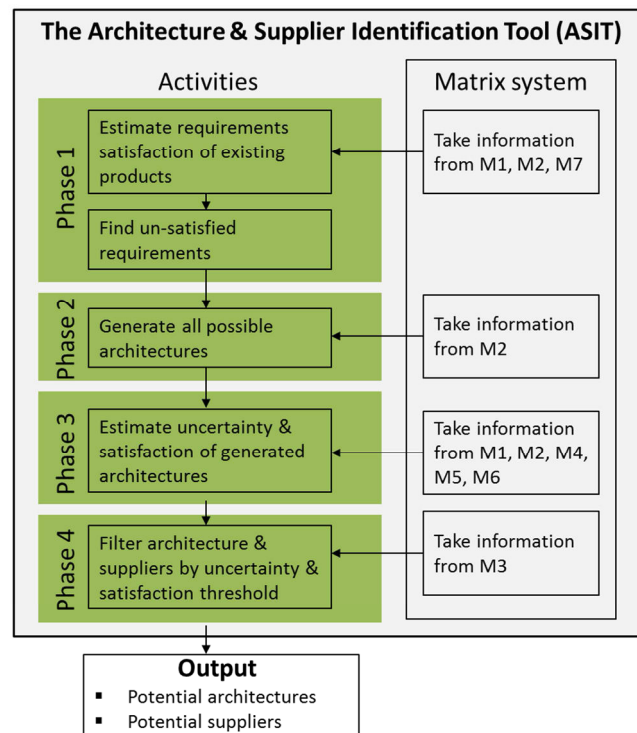 The Architecture & Supplier Identification Tool (ASIT)
Activities
Matrix system
Phase 1
Estimate requirements
satisfaction of existing
products
Take information
from M1, M2, M7
Find un-satisfied
requirements
Phase 2
Generate all possible
architectures
Take information
from M2
Phase 3
Estimate uncertainty &
satisfaction of generated
architectures
Take information
from M1, M2, M4,
M5, M6
Phase 4
Filter architecture &
suppliers by uncertainty &
satisfaction threshold
Take information
from M3
Output
▪ Potential architectures
▪ Potential suppliers